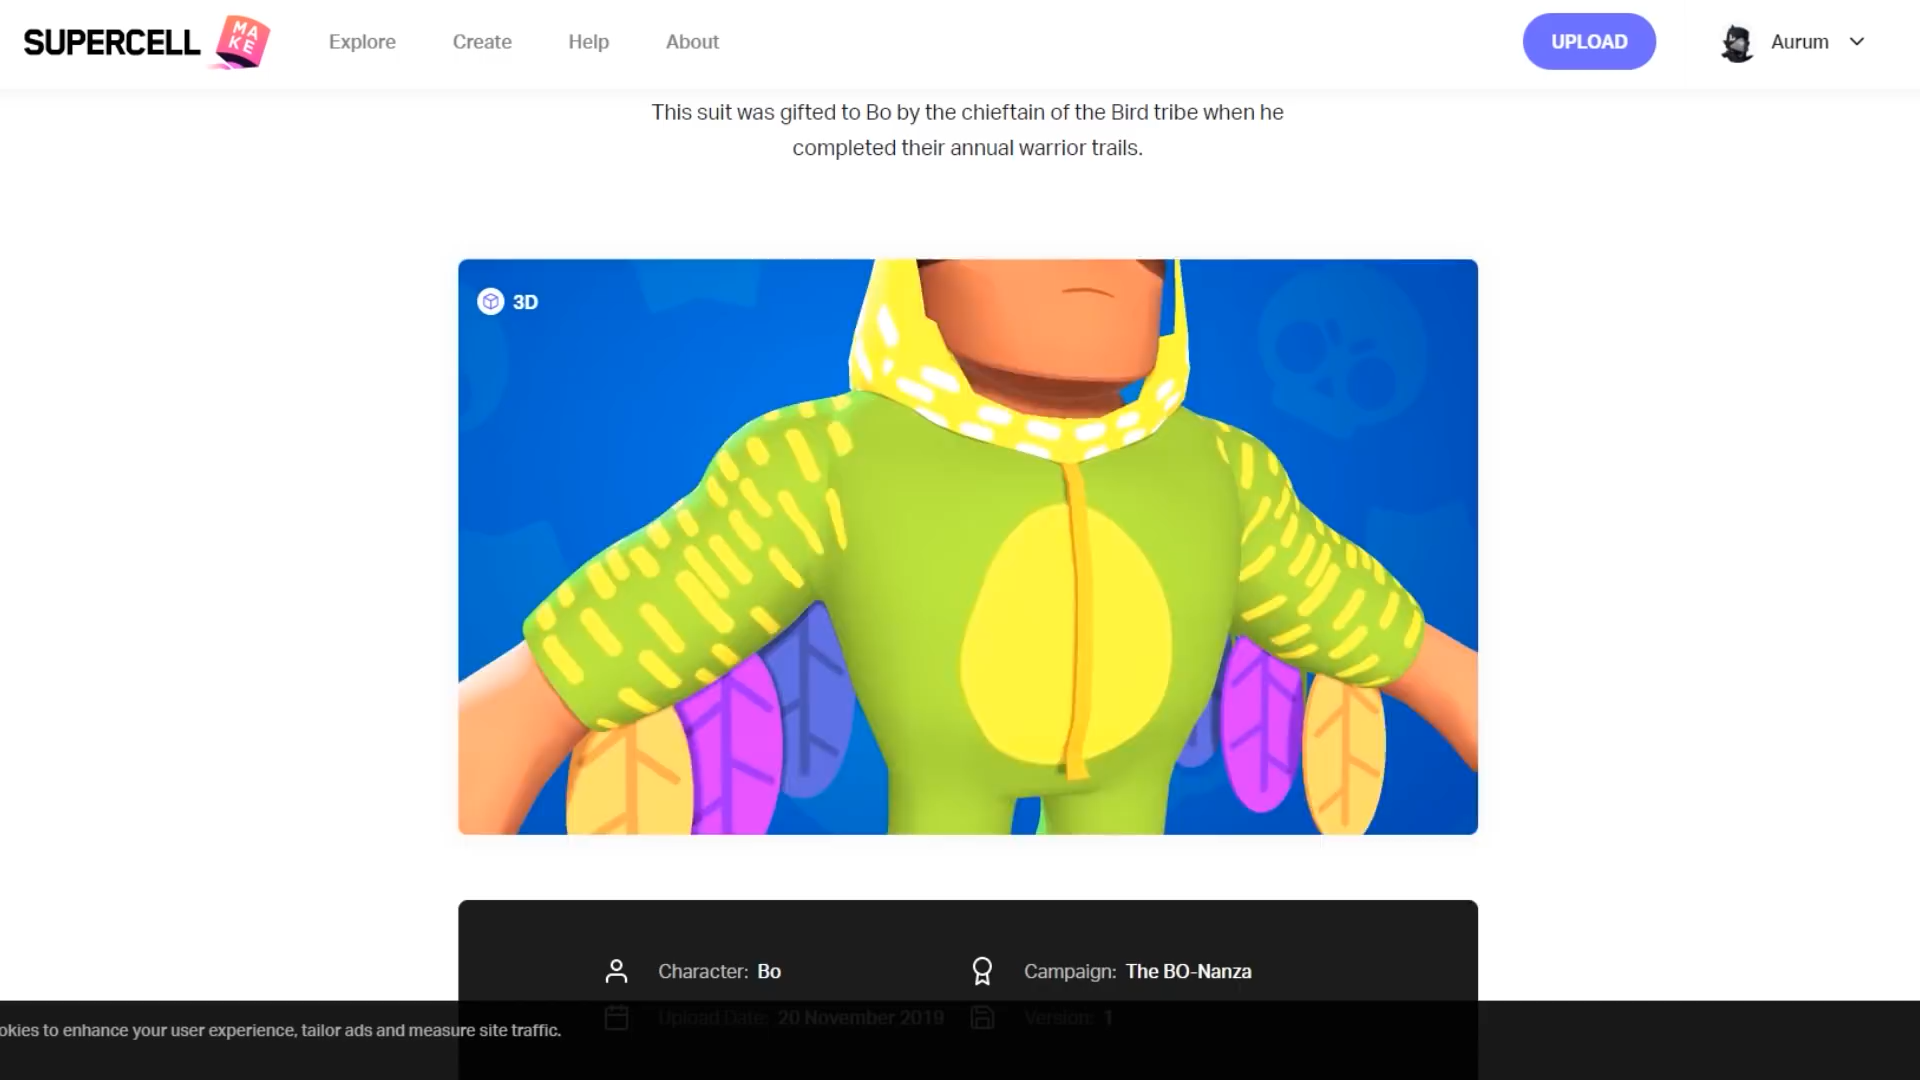 SUPERCELL
MA
KE
Explore
Create
Help
About
UPLOAD
Aurum
This suit was gifted to Bo by the chieftain of the Bird tribe when he
completed their annual warrior trails.
3D
Character: Bo
Campaign: The BO-Nanza
Upload Date: 20 November 2019
Version: 1
okies to enhance your user experience, tailor ads and measure site traffic.